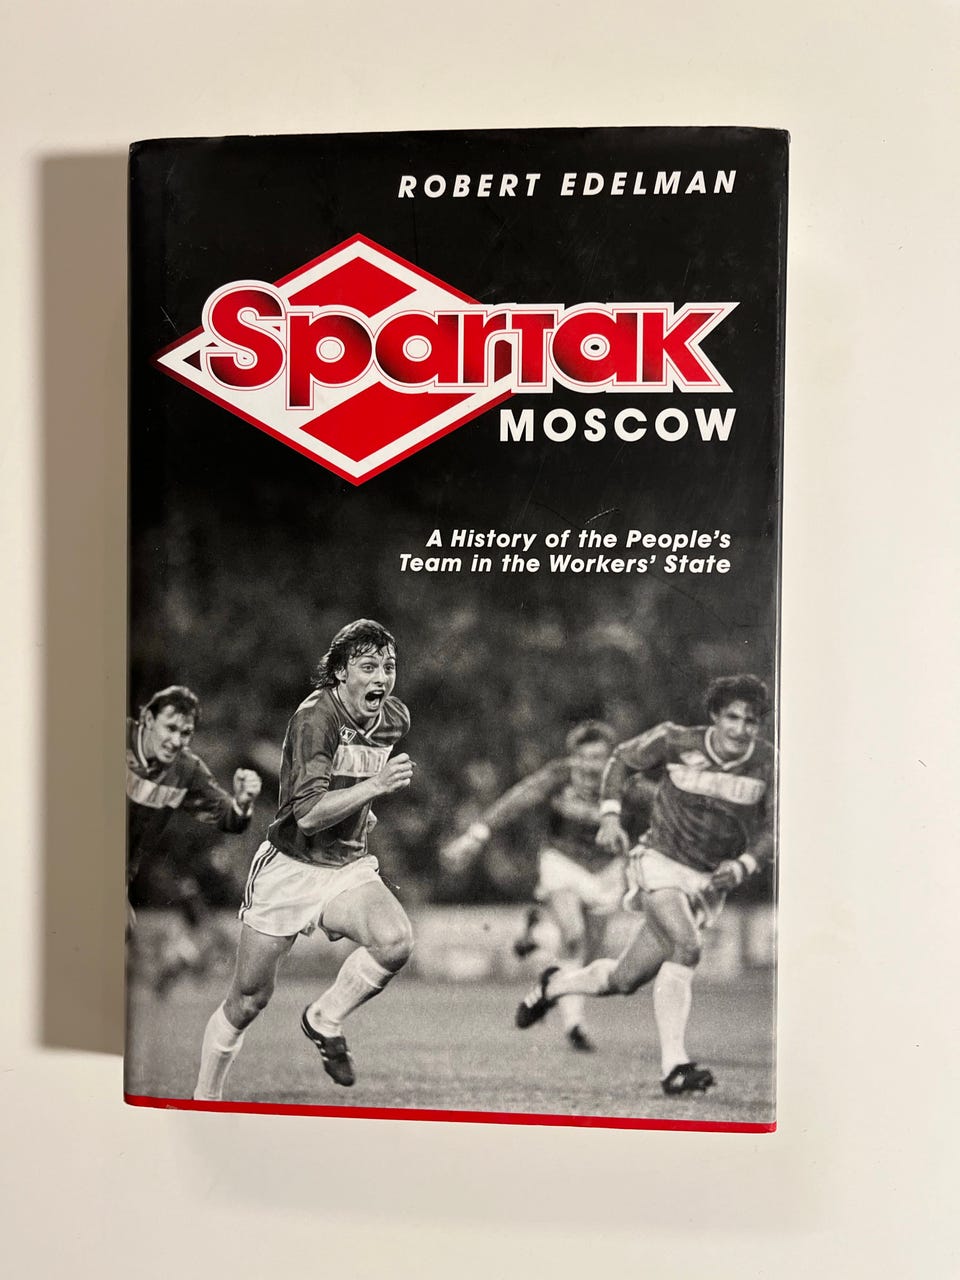 ROBERT EDELMAN
Spartak
MOSCOW
A History of the People's
Team in the Workers' State